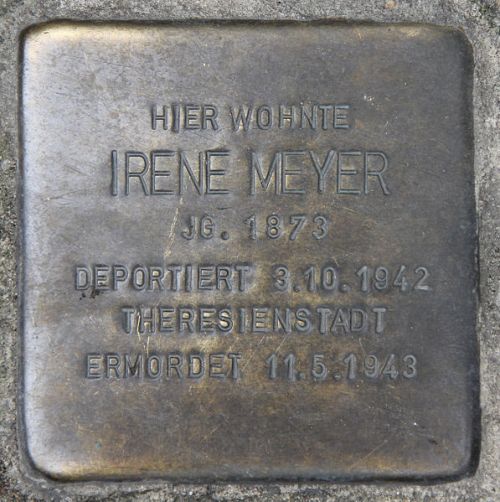 HIER WOHNTE
IRENE MEYER
JG. 1873
DEPORTIERT 3.10.1942
THERESIENSTADT
ERMORDET 11.5.1943